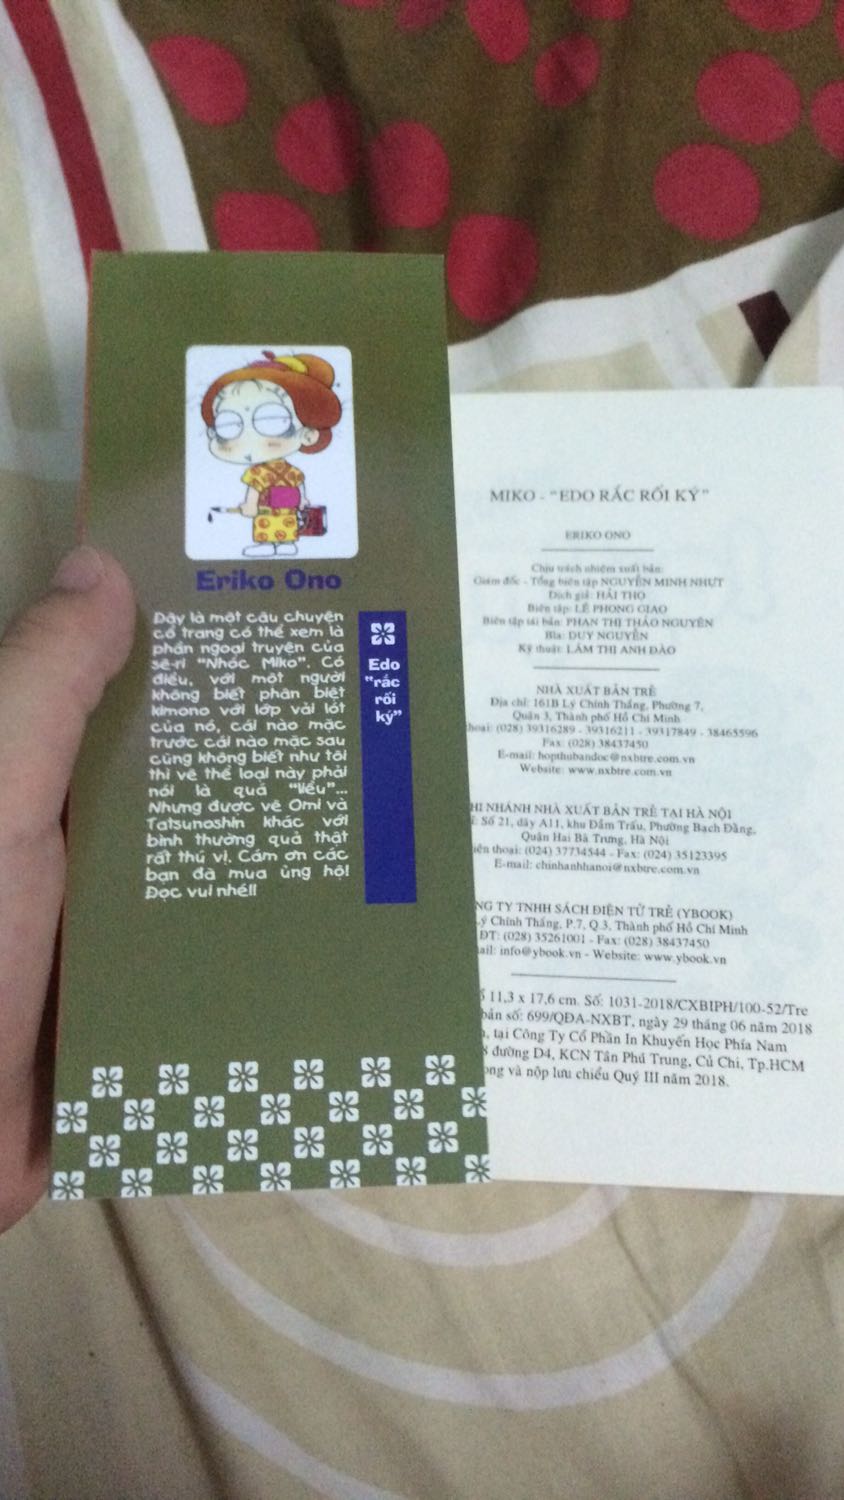 Eriko Ono
Đây là một câu chuyện
cổ trang có thể xem là
phần ngoại truyện của
sê-ri "Nhóc Miko". Có
điều, với một người
không biết phân biệt
kimono với lớp vải lót
của nó, cái nào mặc
trước cái nào mặc sau
cũng không biết như tôi
thì vẽ thể loại này phải
nói là quá "liều"...
Nhưng được vẽ Omi và
Tatsunoshin khác với
bình thường quả thật
rất thú vị. Cám ơn các
bạn đã mua ủng hộ!
Đọc vui nhé!!
Edo
"rắc
rối
ký"
MIKO - "EDO RẮC RỐI KÝ"
ERIKO ONO
Chịu trách nhiệm xuất bản:
Giám đốc - Tổng biên tập NGUYỄN MINH NHỰT
Dịch giả: HẢI THỌ
Biên tập: LÊ PHONG GIAO
Biên tập tái bản: PHAN THỊ THẢO NGUYÊN
Bìa: DUY NGUYÊN
Kỹ thuật: LÂM THỊ ANH ĐÀO
NHÀ XUẤT BẢN TRẺ
Địa chỉ: 161B Lý Chính Thắng, Phường 7,
Quận 3, Thành phố Hồ Chí Minh
thoại: (028) 39316289 - 39316211 - 39317849 - 38465596
Fax: (028) 38437450
E-mail: hopthubandoc@nxbtre.com.vn
Website: www.nxbtre.com.vn
HI NHÁNH NHÀ XUẤT BẢN TRẺ TẠI HÀ NỘI
Số 21, dãy A11, khu Đầm Trấu, Phường Bạch Đằng,
Quận Hai Bà Trưng, Hà Nội
iện thoại: (024) 37734544 - Fax: (024) 35123395
E-mail: chinhanhhanoi@nxbtre.com.vn
NG TY TNHH SÁCH ĐIỆN TỬ TRẺ (YBOOK)
Lý Chính Thắng, P.7, Q.3, Thành phố Hồ Chí Minh
ĐT: (028) 35261001 - Fax: (028) 38437450
ail: info@ybook.vn - Website: www.ybook.vn
11,3 x 17,6 cm. Số: 1031-2018/CXBIPH/100-52/Tre
bản số: 699/QĐA-NXBT, ngày 29 tháng 06 năm 2018
tại Công Ty Cổ Phần In Khuyến Học Phía Nam
đường D4, KCN Tân Phú Trung, Củ Chi, Tp.HCM
ong và nộp lưu chiểu Quý III năm 2018.